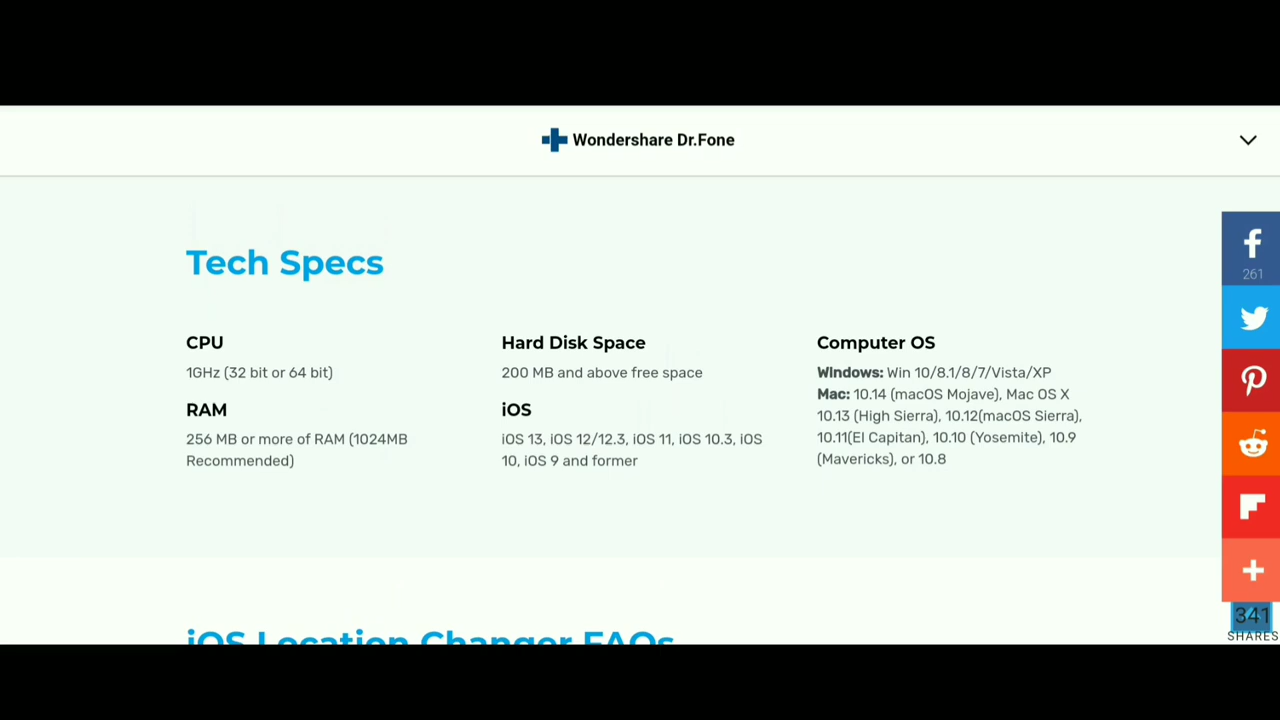 Wondershare Dr.Fone
Tech Specs
CPU
1GHz (32 bit or 64 bit)
RAM
256 MB or more of RAM (1024MB
Recommended)
Hard Disk Space
200 MB and above free space
iOS
iOS 13, iOS 12/12.3, iOS 11, iOS 10.3, iOS
10, iOS 9 and former
Computer OS
Windows: Win 10/8.1/8/7/Vista/XP
Mac: 10.14 (macOS Mojave), Mac OS X
10.13 (High Sierra), 10.12(macOS Sierra),
10.11(El Capitan), 10.10 (Yosemite), 10.9
(Mavericks), or 10.8
261
341
SHARES
iOS Location Changer FAQs